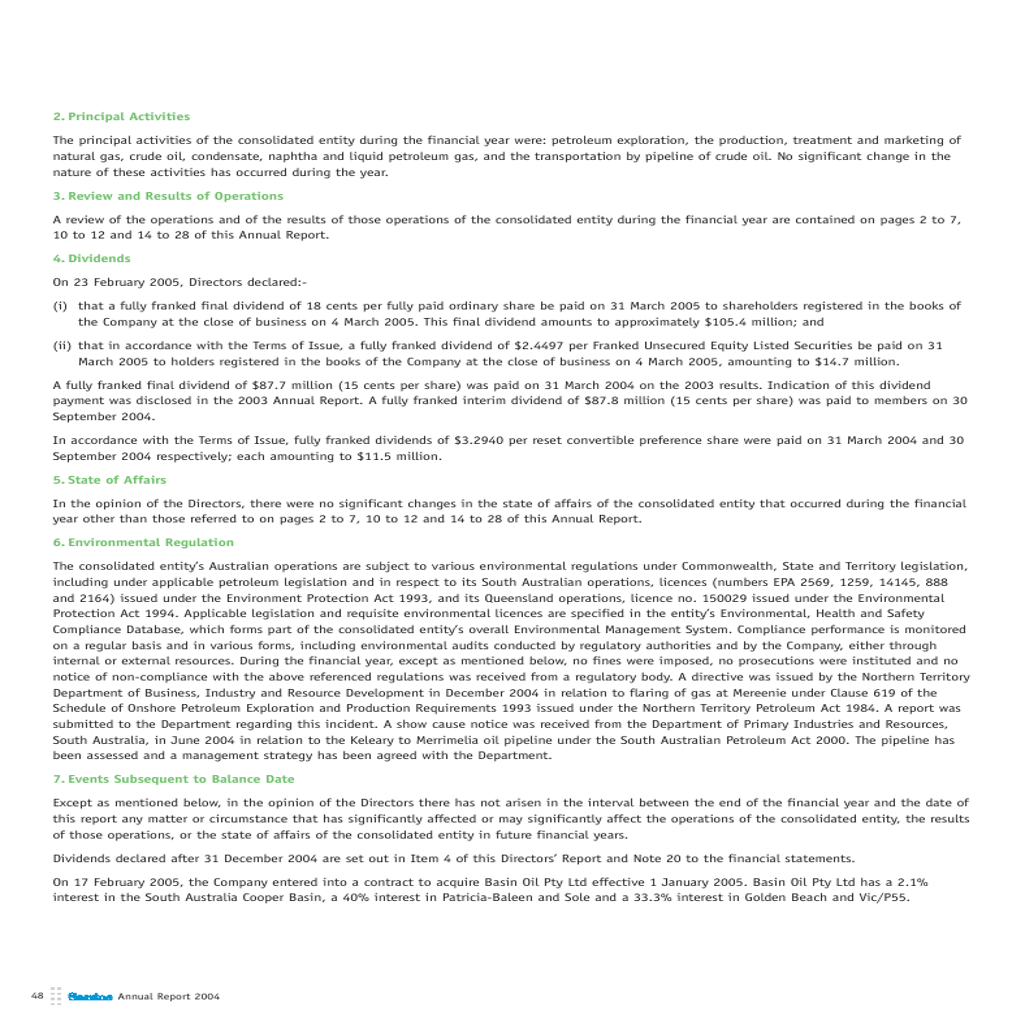 2. Principal Activities
The principal activities of the consolidated entity during the financial year were: petroleum exploration, the production, treatment and marketing of
natural gas, crude oil, condensate, naphtha and liquid petroleum gas, and the transportation by pipeline of crude oil. No significant change in the
nature of these activities has occurred during the year.
3. Review and Results of Operations
A review of the operations and of the results of those operations of the consolidated entity during the financial year are contained on pages 2 to 7,
10 to 12 and 14 to 28 of this Annual Report.
4. Dividends
On 23 February 2005, Directors declared:-
(i) that a fully franked final dividend of 18 cents per fully paid ordinary share be paid on 31 March 2005 to shareholders registered in the books of
the Company at the close of business on 4 March 2005. This final dividend amounts to approximately $105.4 million; and
(ii) that in accordance with the Terms of Issue, a fully franked dividend of $2.4497 per Franked Unsecured Equity Listed Securities be paid on 31
March 2005 to holders registered in the books of the Company at the close of business on 4 March 2005, amounting to $14.7 million.
A fully franked final dividend of $87.7 million (15 cents per share) was paid on 31 March 2004 on the 2003 results. Indication of this dividend
payment was disclosed in the 2003 Annual Report. A fully franked interim dividend of $87.8 million (15 cents per share) was paid to members on 30
September 2004.
In accordance with the Terms of Issue, fully franked dividends of $3.2940 per reset convertible preference share were paid on 31 March 2004 and 30
September 2004 respectively; each amounting to $11.5 million.
5. State of Affairs
In the opinion of the Directors, there were no significant changes in the state of affairs of the consolidated entity that occurred during the financial
year other than those referred to on pages 2 to 7, 10 to 12 and 14 to 28 of this Annual Report.
6. Environmental Regulation
The consolidated entity's Australian operations are subject to various environmental regulations under Commonwealth, State and Territory legislation,
including under applicable petroleum legislation and in respect to its South Australian operations, licences (numbers EPA 2569, 1259, 14145, 888
and 2164) issued under the Environment Protection Act 1993, and its Queensland operations, licence no. 150029 issued under the Environmental
Protection Act 1994. Applicable legislation and requisite environmental licences are specified in the entity's Environmental, Health and Safety
Compliance Database, which forms part of the consolidated entity's overall Environmental Management System. Compliance performance is monitored
on a regular basis and in various forms, including environmental audits conducted by regulatory authorities and by the Company, either through
internal or external resources. During the financial year, except as mentioned below, no fines were imposed, no prosecutions were instituted and no
notice of non-compliance with the above referenced regulations was received from a regulatory body. A directive was issued by the Northern Territory
Department of Business, Industry and Resource Development in December 2004 in relation to flaring of gas at Mereenie under Clause 619 of the
Schedule of Onshore Petroleum Exploration and Production Requirements 1993 issued under the Northern Territory Petroleum Act 1984. A report was
submitted to the Department regarding this incident. A show cause notice was received from the Department of Primary Industries and Resources,
South Australia, in June 2004 in relation to the Keleary to Merrimelia oil pipeline under the South Australian Petroleum Act 2000. The pipeline has
been assessed and a management strategy has been agreed with the Department.
7. Events Subsequent to Balance Date
Except as mentioned below, in the opinion of the Directors there has not arisen in the interval between the end of the financial year and the date of
this report any matter or circumstance that has significantly affected or may significantly affect the operations of the consolidated entity, the results
of those operations, or the state of affairs of the consolidated entity in future financial years.
Dividends declared after 31 December 2004 are set out in Item 4 of this Directors' Report and Note 20 to the financial statements.
On 17 February 2005, the Company entered into a contract to acquire Basin Oil Pty Ltd effective 1 January 2005. Basin Oil Pty Ltd has a 2.1%
interest in the South Australia Cooper Basin, a 40% interest in Patricia-Baleen and Sole and a 33.3% interest in Golden Beach and Vic/P55.
48 Santos Annual Report 2004